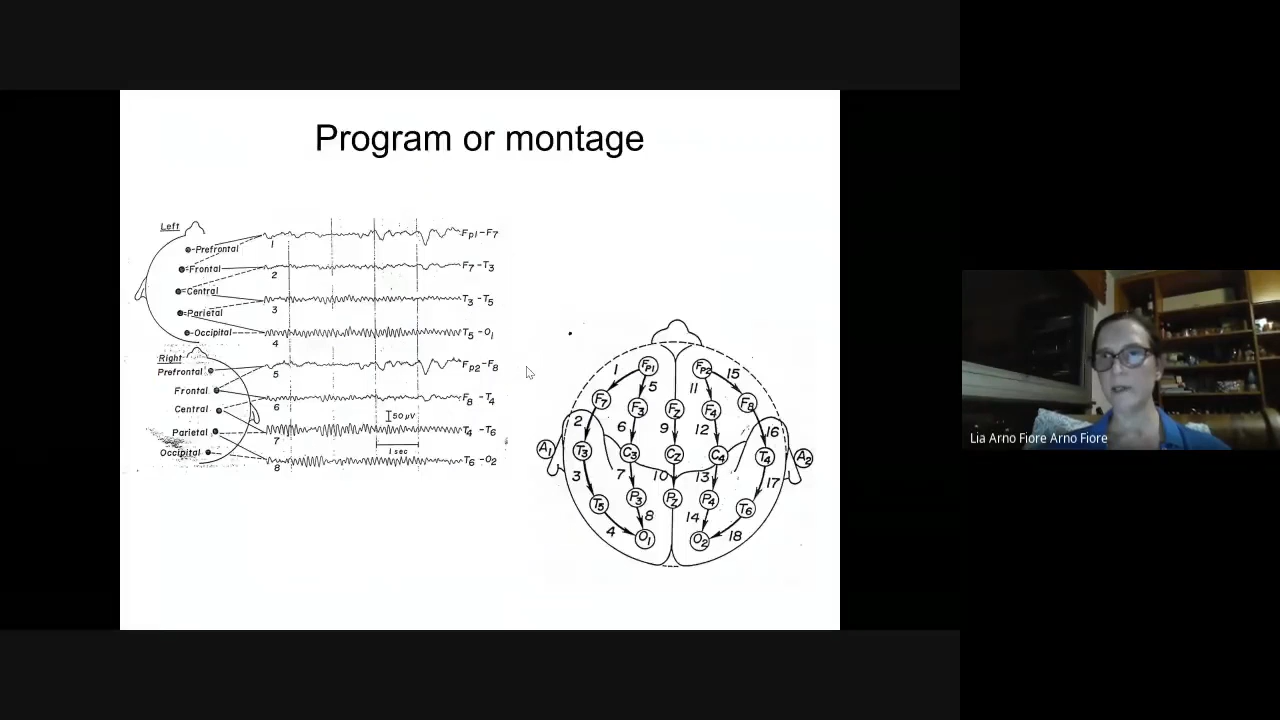 Program or montage
Left
Prefrontal
Frontal
Central
Parietal
Occipital
1
2
3
4
Fp1-F7
F7-T3
T3-T5
T5-O1
Right
Prefrontal
Frontal
Central
Parietal
Occipital
5
6
7
8
Fp2-F8
F8-T4
T4-T6
T6-O2
50 µV
1 sec
1 Fp1 Fp2 15
5 11
F7 F3 Fz F4 F8
2 6 9 12 16
A1 T3 C3 Cz C4 T4 A2
3 7 10 13 17
T5 P3 Pz P4 T6
4 8 14 18
O1 O2
Lia Arno Fiore Arno Fiore